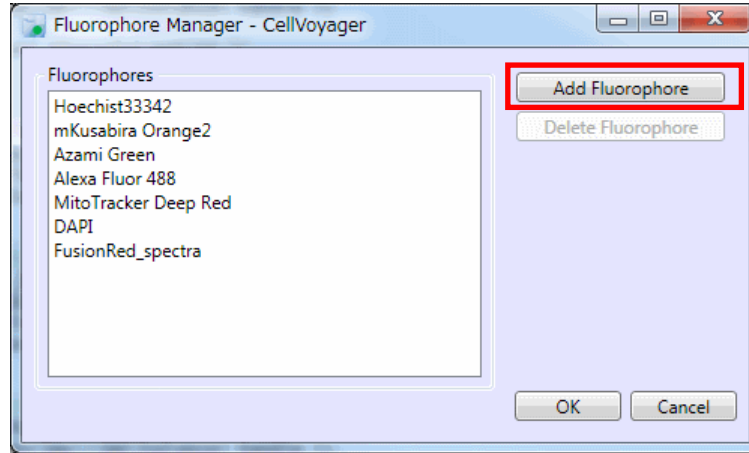 Fluorophore Manager - CellVoyager
Fluorophores
Hoechist33342
mKusabira Orange2
Azami Green
Alexa Fluor 488
MitoTracker Deep Red
DAPI
FusionRed_spectra
Add Fluorophore
Delete Fluorophore
OK
Cancel